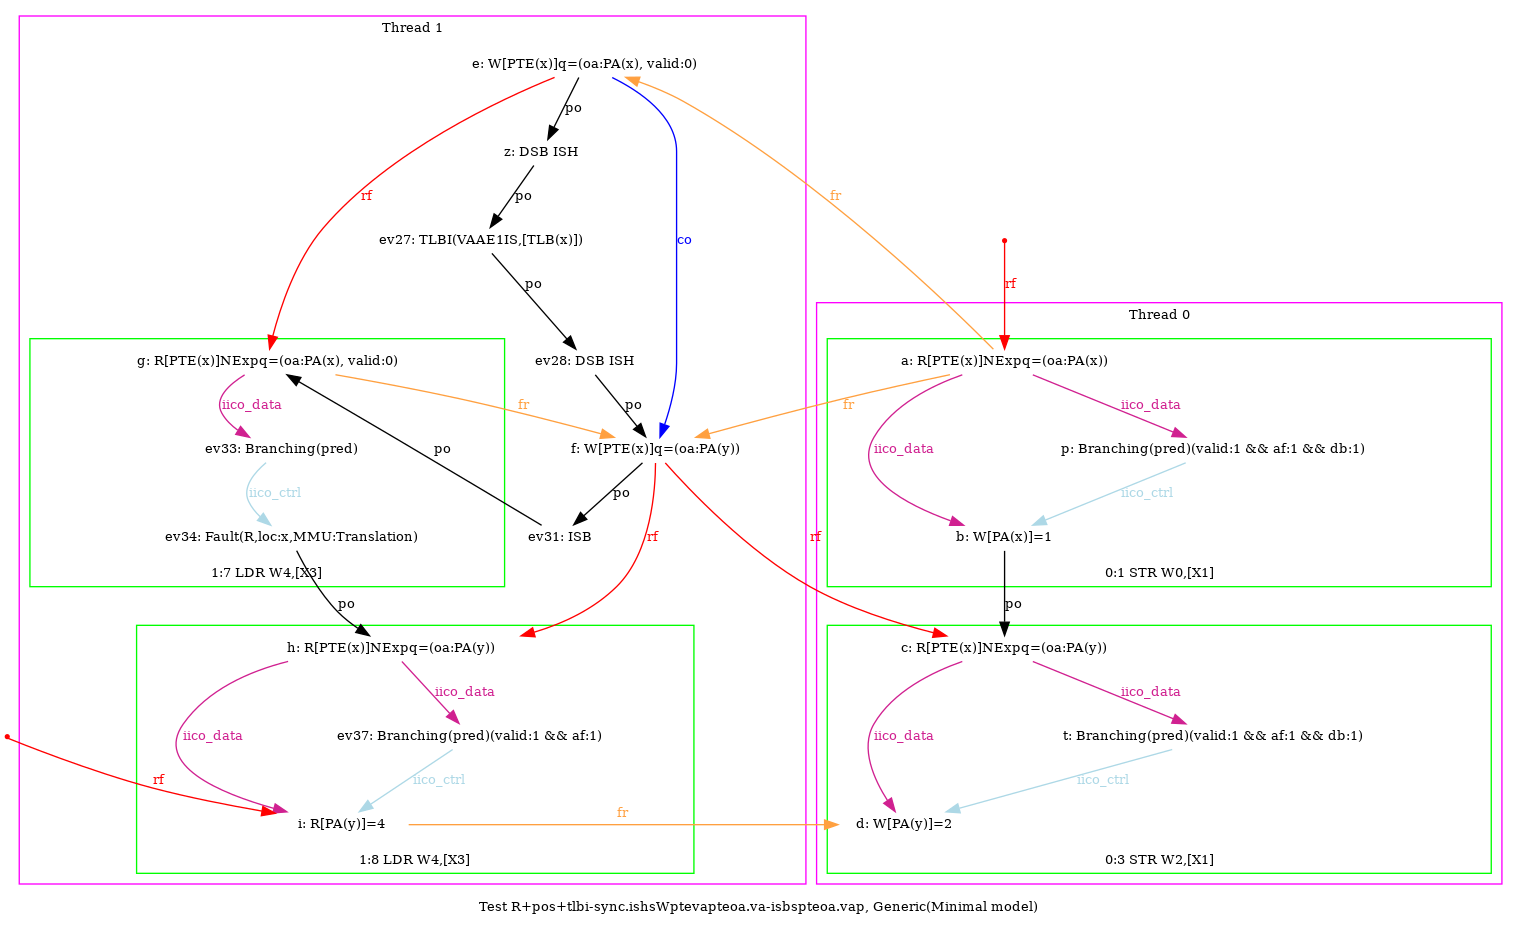 Thread 1
e: W[PTE(x)]q=(oa:PA(x), valid:0)
po
z: DSB ISH
rf
po
fr
ev27: TLBI(VAAE1IS,[TLB(x)])
co
po
rf
Thread 0
g: R[PTE(x)]NExpq=(oa:PA(x), valid:0)
ev28: DSB ISH
a: R[PTE(x)]NExpq=(oa:PA(x))
iico_data
fr
po
fr
iico_data
ev33: Branching(pred)
po
f: W[PTE(x)]q=(oa:PA(y))
iico_data
p: Branching(pred)(valid:1 && af:1 && db:1)
iico_ctrl
po
iico_ctrl
ev34: Fault(R,loc:x,MMU:Translation)
ev31: ISB
rf
rf
b: W[PA(x)]=1
1:7 LDR W4,[X3]
0:1 STR W0,[X1]
po
po
h: R[PTE(x)]NExpq=(oa:PA(y))
c: R[PTE(x)]NExpq=(oa:PA(y))
iico_data
iico_data
iico_data
ev37: Branching(pred)(valid:1 && af:1)
iico_data
t: Branching(pred)(valid:1 && af:1 && db:1)
rf
iico_ctrl
iico_ctrl
i: R[PA(y)]=4
fr
d: W[PA(y)]=2
1:8 LDR W4,[X3]
0:3 STR W2,[X1]
Test R+pos+tlbi-sync.ishsWptevapteoa.va-isbspteoa.vap, Generic(Minimal model)